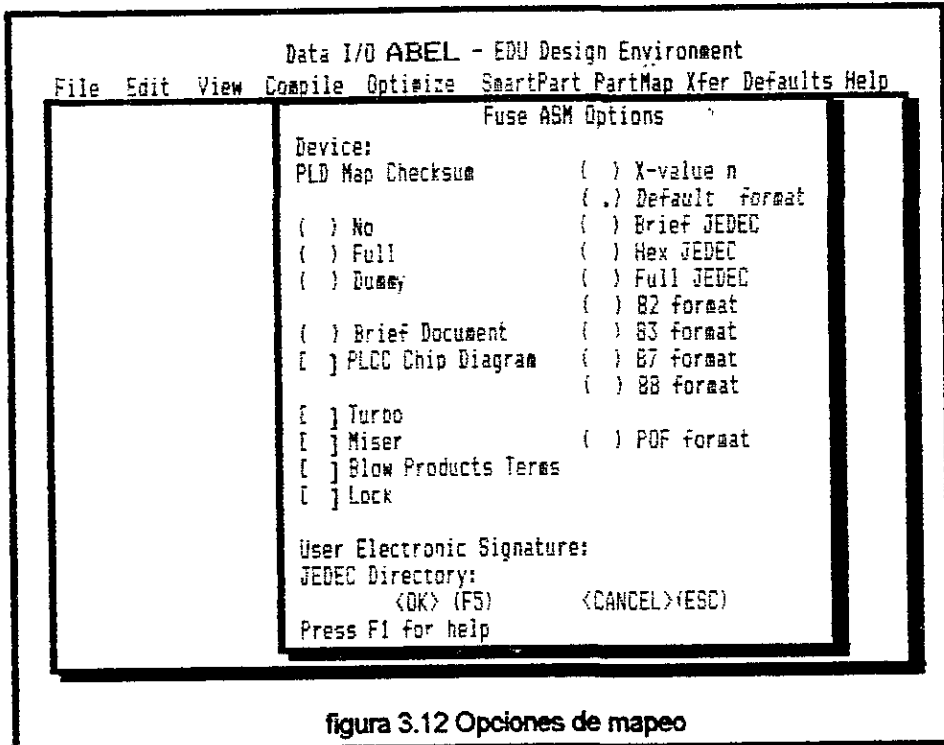 Data I/O ABEL - EDU Design Environment
File Edit View Compile Optimize SmartPart PartMap Xfer Defaults Help
Fuse ASM Options
Device:
PLD Map Checksum ( ) X-value n
(.) Default format
( ) No ( ) Brief JEDEC
( ) Full ( ) Hex JEDEC
( ) Dummy ( ) Full JEDEC
( ) 82 format
( ) Brief Document ( ) 83 format
[ ] PLCC Chip Diagram ( ) 87 format
( ) 88 format
[ ] Turbo
[ ] Miser ( ) POF format
[ ] Blow Products Terms
[ ] Lock
User Electronic Signature:
JEDEC Directory:
<OK> (F5) <CANCEL>(ESC)
Press F1 for help
figura 3.12 Opciones de mapeo